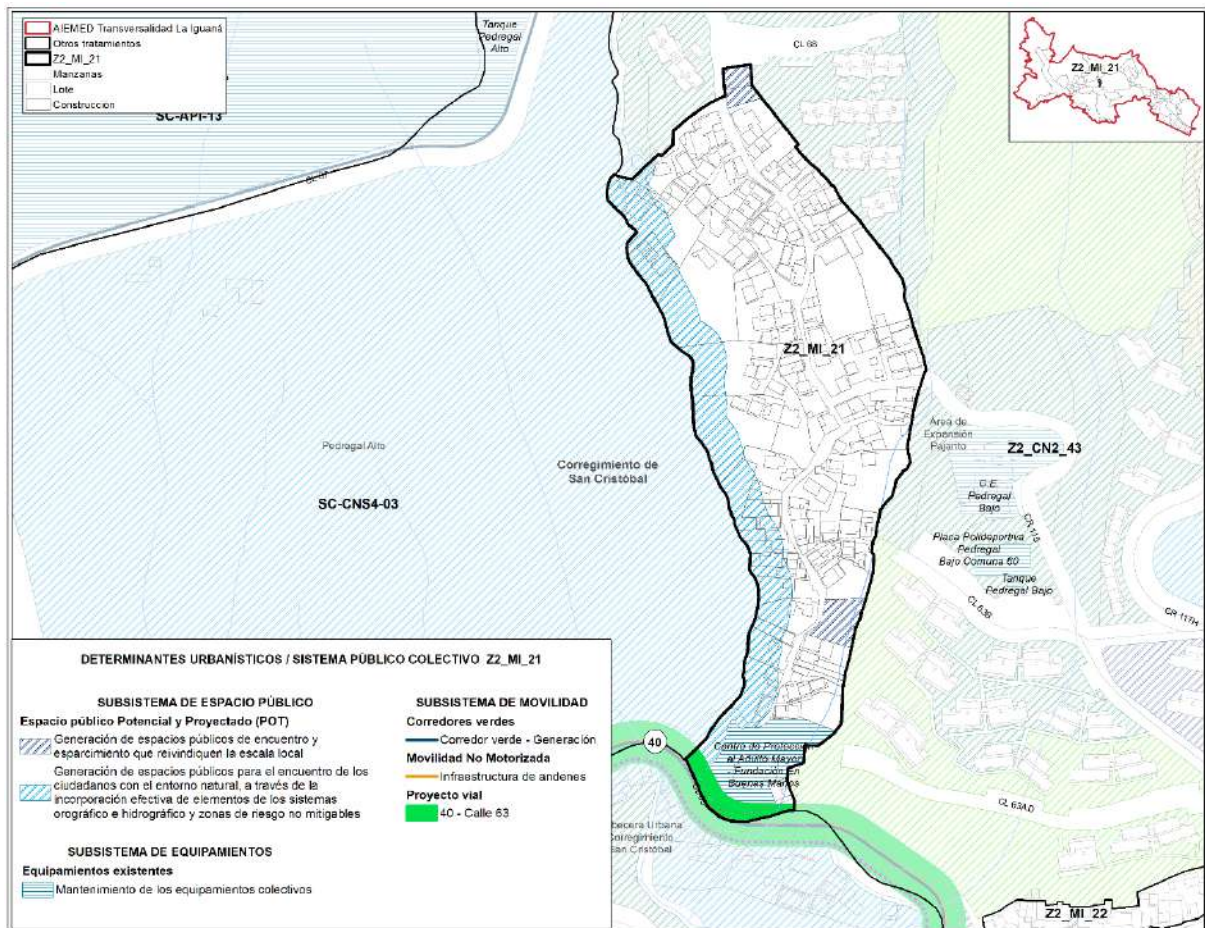 AIEMED Transversalidad La Iguaná
Otros tratamientos
Z2_MI_21
Manzanas
Lote
Construcción
SC-API-13
Tanque
Pedregal
Alto
CL 68
Z2_MI_21
Z2_MI_21
Área de
Expansión
Pajarito
Z2_CN2_43
Pedregal Alto
Corregimiento de
San Cristóbal
SC-CNS4-03
Pedregal
Bajo
CR 115
Placa Polideportiva
Pedregal
Bajo Comuna 60
Tanque
Pedregal Bajo
CL 63B
CR 117H
DETERMINANTES URBANÍSTICOS / SISTEMA PÚBLICO COLECTIVO Z2_MI_21
SUBSISTEMA DE ESPACIO PÚBLICO
Espacio público Potencial y Proyectado (POT)
Generación de espacios públicos de encuentro y
esparcimiento que reivindiquen la escala local
Generación de espacios públicos para el encuentro de los
ciudadanos con el entorno natural, a través de la
incorporación efectiva de elementos de los sistemas
orográfico e hidrográfico y zonas de riesgo no mitigables
SUBSISTEMA DE EQUIPAMIENTOS
Equipamientos existentes
Mantenimiento de los equipamientos colectivos
SUBSISTEMA DE MOVILIDAD
Corredores verdes
Corredor verde - Generación
Movilidad No Motorizada
Infraestructura de andenes
Proyecto vial
40 - Calle 63
40
Centro de Protección
al Adulto Mayor
- Fundación En
Buenas Manos
CL 63AD
Cabecera Urbana
Corregimiento
San Cristóbal
Z2_MI_22